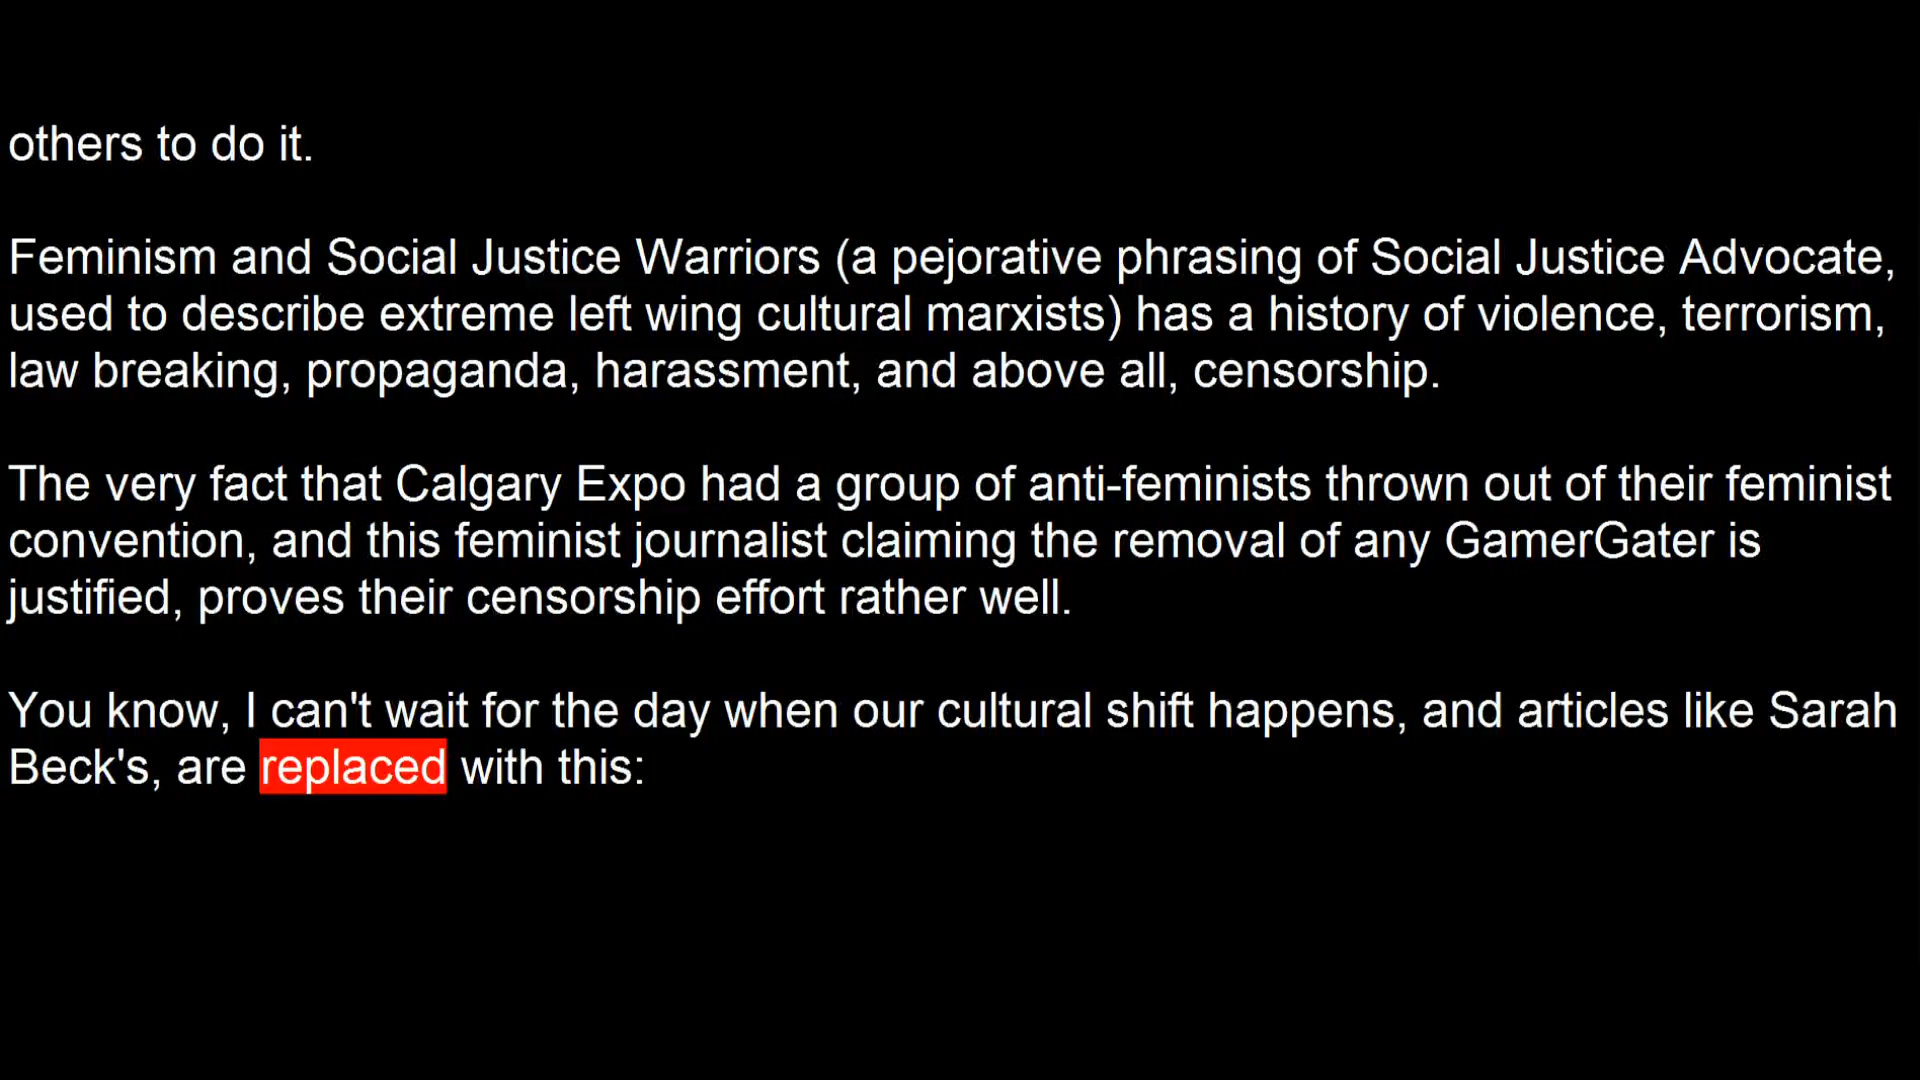 others to do it.
Feminism and Social Justice Warriors (a pejorative phrasing of Social Justice Advocate,
used to describe extreme left wing cultural marxists) has a history of violence, terrorism,
law breaking, propaganda, harassment, and above all, censorship.
The very fact that Calgary Expo had a group of anti-feminists thrown out of their feminist
convention, and this feminist journalist claiming the removal of any GamerGater is
justified, proves their censorship effort rather well.
You know, I can't wait for the day when our cultural shift happens, and articles like Sarah
Beck's, are replaced with this: